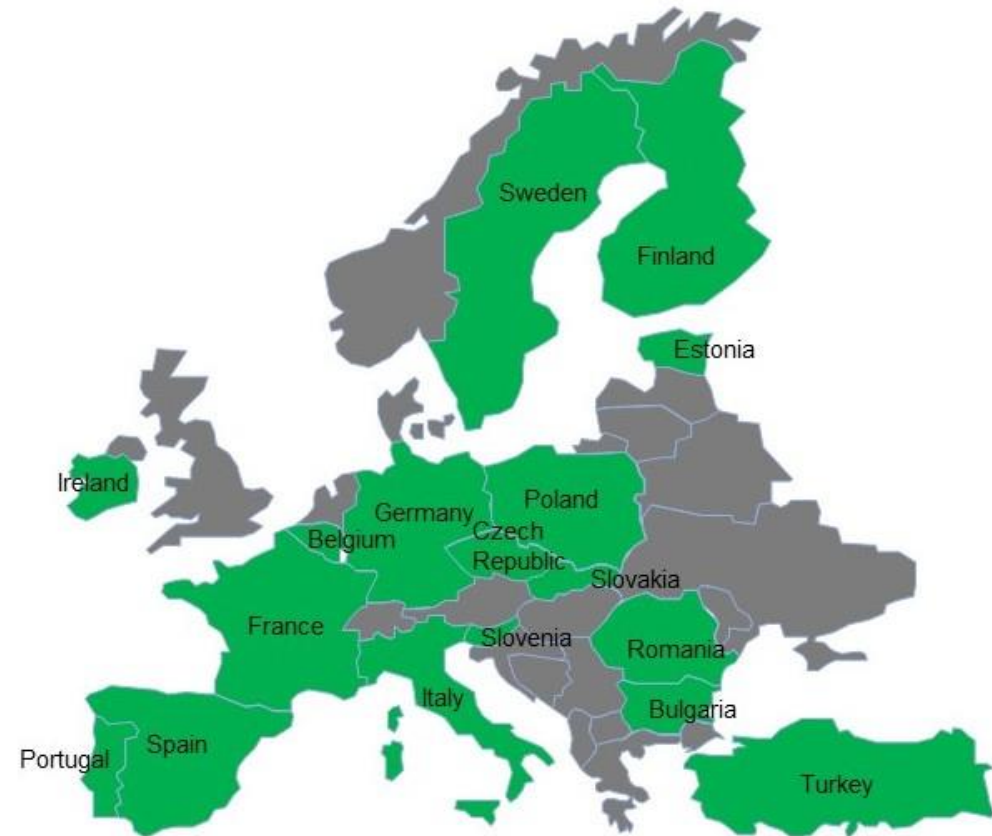 Sweden
Finland
Estonia
Ireland
Germany
Poland
Belgium
Czech
Republic
Slovakia
France
Slovenia
Romania
Italy
Bulgaria
Portugal
Spain
Turkey